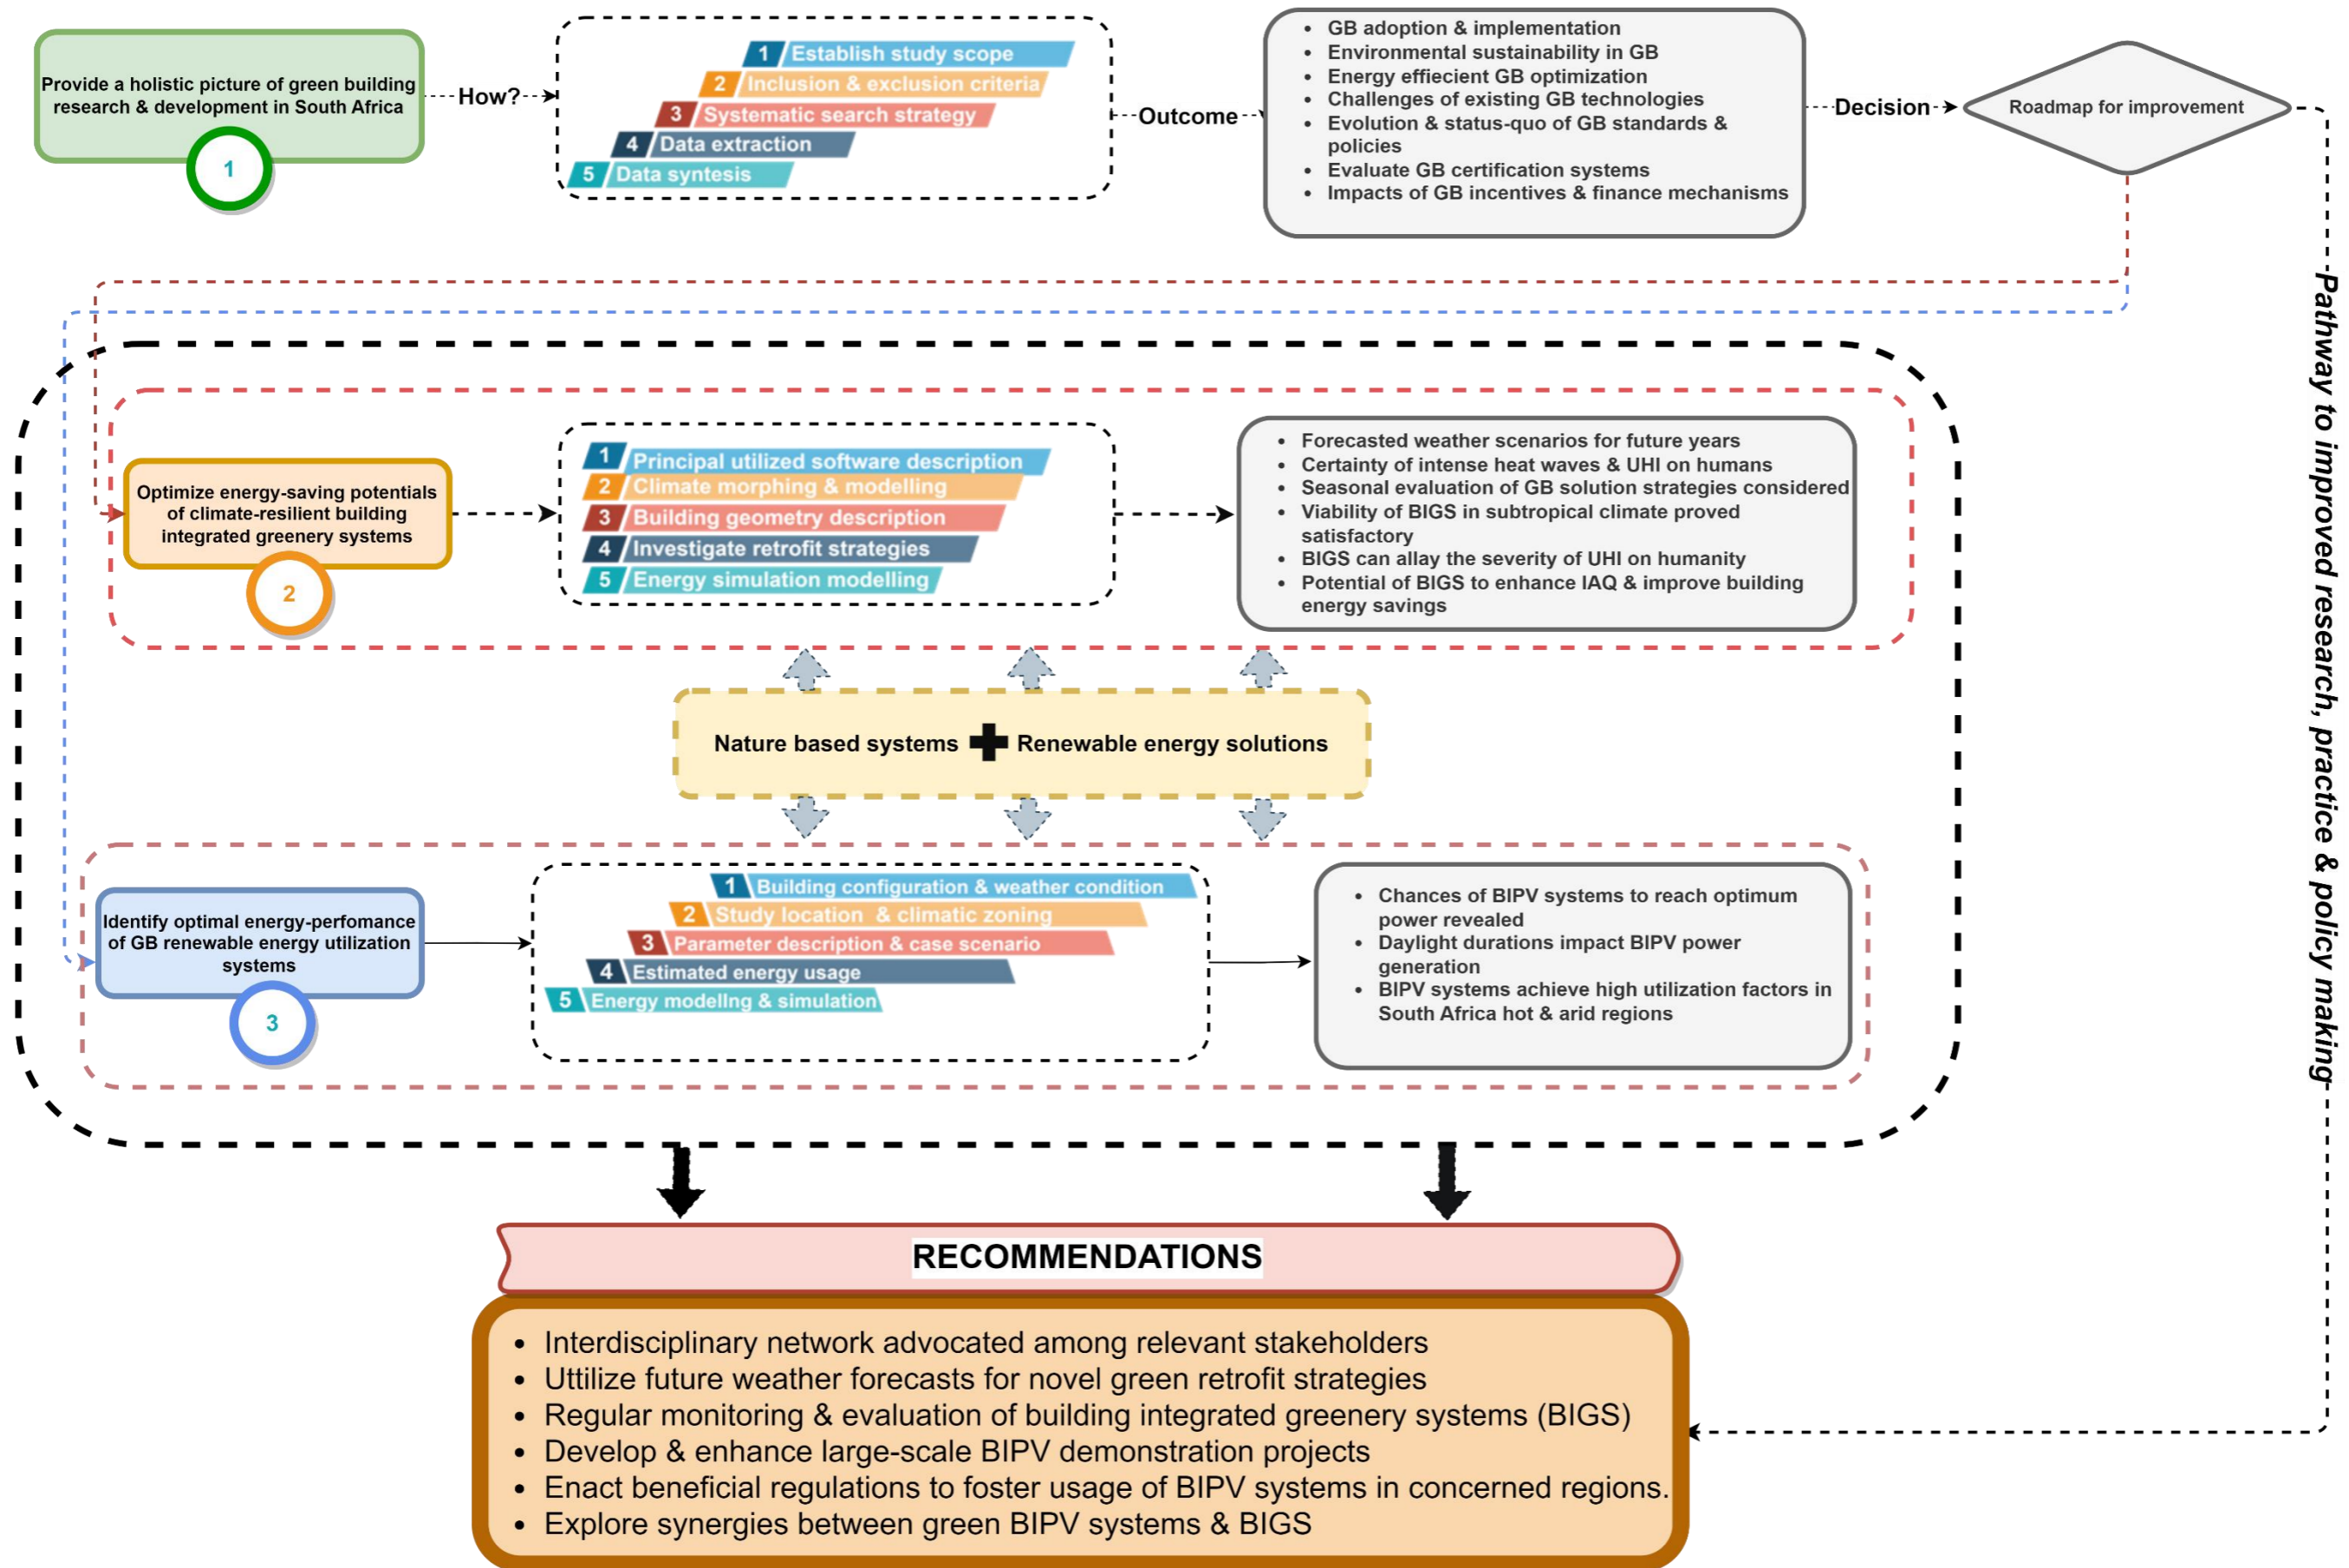 Provide a holistic picture of green building
research & development in South Africa
1
How?
1 Establish study scope
2 Inclusion & exclusion criteria
3 Systematic search strategy
4 Data extraction
5 Data syntesis
Outcome
• GB adoption & implementation
• Environmental sustainability in GB
• Energy effiecient GB optimization
• Challenges of existing GB technologies
• Evolution & status-quo of GB standards &
policies
• Evaluate GB certification systems
• Impacts of GB incentives & finance mechanisms
Decision
Roadmap for improvement
Pathway to improved research, practice & policy making
Optimize energy-saving potentials
of climate-resilient building
integrated greenery systems
2
1 Principal utilized software description
2 Climate morphing & modelling
3 Building geometry description
4 Investigate retrofit strategies
5 Energy simulation modelling
• Forecasted weather scenarios for future years
• Certainty of intense heat waves & UHI on humans
• Seasonal evaluation of GB solution strategies considered
• Viability of BIGS in subtropical climate proved
satisfactory
• BIGS can allay the severity of UHI on humanity
• Potential of BIGS to enhance IAQ & improve building
energy savings
Nature based systems + Renewable energy solutions
Identify optimal energy-perfomance
of GB renewable energy utilization
systems
3
1 Building configuration & weather condition
2 Study location & climatic zoning
3 Parameter description & case scenario
4 Estimated energy usage
5 Energy modellng & simulation
• Chances of BIPV systems to reach optimum
power revealed
• Daylight durations impact BIPV power
generation
• BIPV systems achieve high utilization factors in
South Africa hot & arid regions
RECOMMENDATIONS
• Interdisciplinary network advocated among relevant stakeholders
• Uttilize future weather forecasts for novel green retrofit strategies
• Regular monitoring & evaluation of building integrated greenery systems (BIGS)
• Develop & enhance large-scale BIPV demonstration projects
• Enact beneficial regulations to foster usage of BIPV systems in concerned regions.
• Explore synergies between green BIPV systems & BIGS